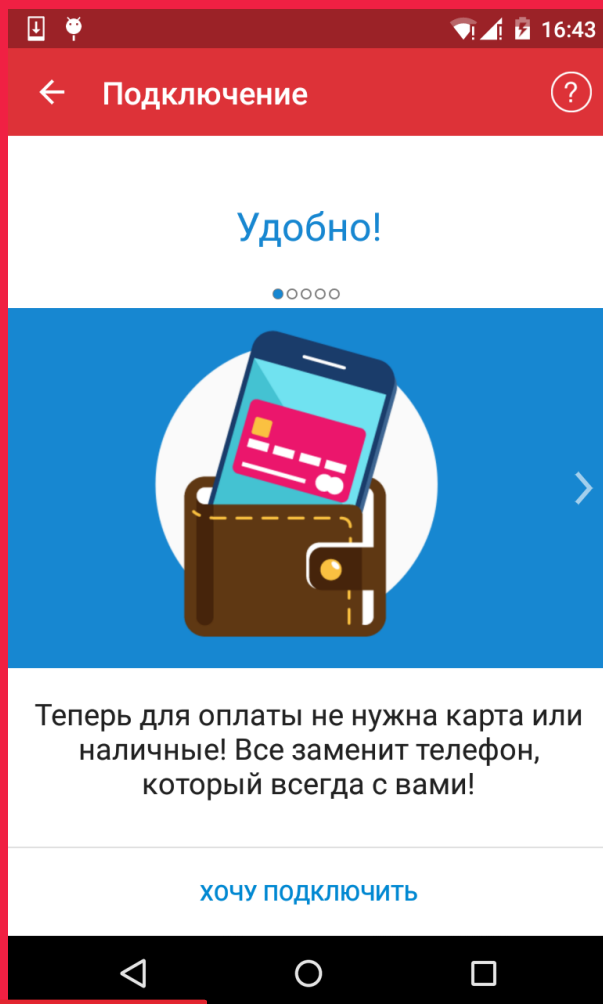 16:43
Подключение
?
Удобно!
Теперь для оплаты не нужна карта или
наличные! Все заменит телефон,
который всегда с вами!
ХОЧУ ПОДКЛЮЧИТЬ